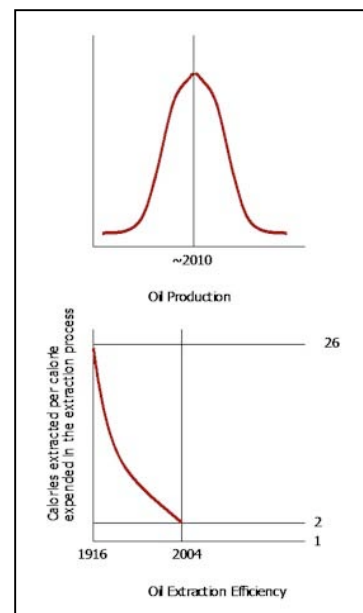 ~2010
Oil Production
Calories extracted per calorie
expended in the extraction process
26
2
1
1916
2004
Oil Extraction Efficiency